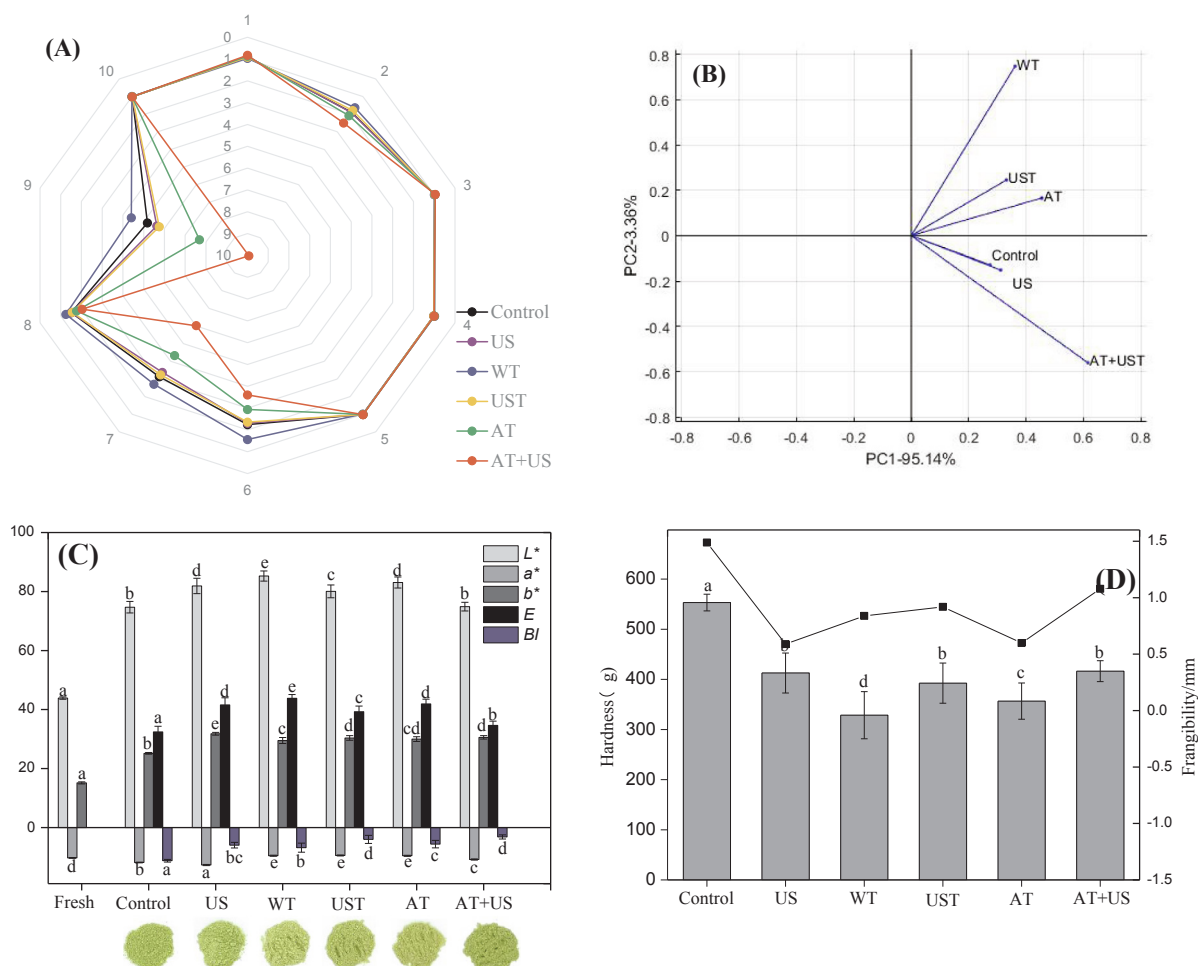 (A)
1
2
3
4
5
6
7
8
9
10
0
1
2
3
4
5
6
7
8
9
10
Control
US
WT
UST
AT
AT+US
(B)
0.8
0.6
0.4
0.2
0
-0.2
-0.4
-0.6
-0.8
PC2-3.36%
WT
UST
AT
Control
US
AT+UST
-0.8 -0.6 -0.4 -0.2 0 0.2 0.4 0.6 0.8
PC1-95.14%
(C)
100
80
60
40
20
0
L*
a*
b*
E
BI
a a d
b b a b a
d e d bc a
e c e b e
c d c d e
d cd d c e
b d b d c
Fresh Control US WT UST AT AT+US
(D)
Hardness( g)
600
500
400
300
200
100
0
a b d b c b
1.5
1.0
0.5
0.0
-0.5
-1.0
-1.5
Frangibility/mm
Control US WT UST AT AT+US